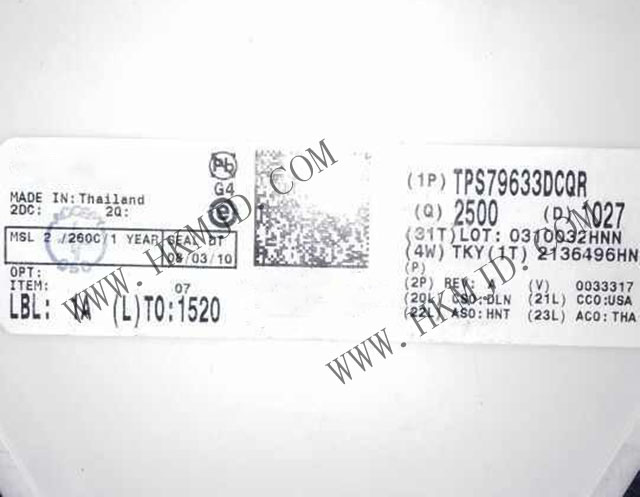 Pb
G4
e
MADE IN: Thailand
2DC: 2Q:
MSL 2 /260C/1 YEAR SEAL DT
08/03/10
OPT:
ITEM: 07
LBL: (L)TO:1520
(1P) TPS79633DCQR
(Q) 2500 (D) 1027
(31T) LOT: 0310032HNN
(4W) TKY (1T) 2136496HN
(P)
(2P) REV: A (V) 0033317
(20L) CSO:DLN (21L) CCO:USA
(22L) ASO:HNT (23L) ACO:THA
WWW.HKMJD.COM
WWW.HKMJD.COM